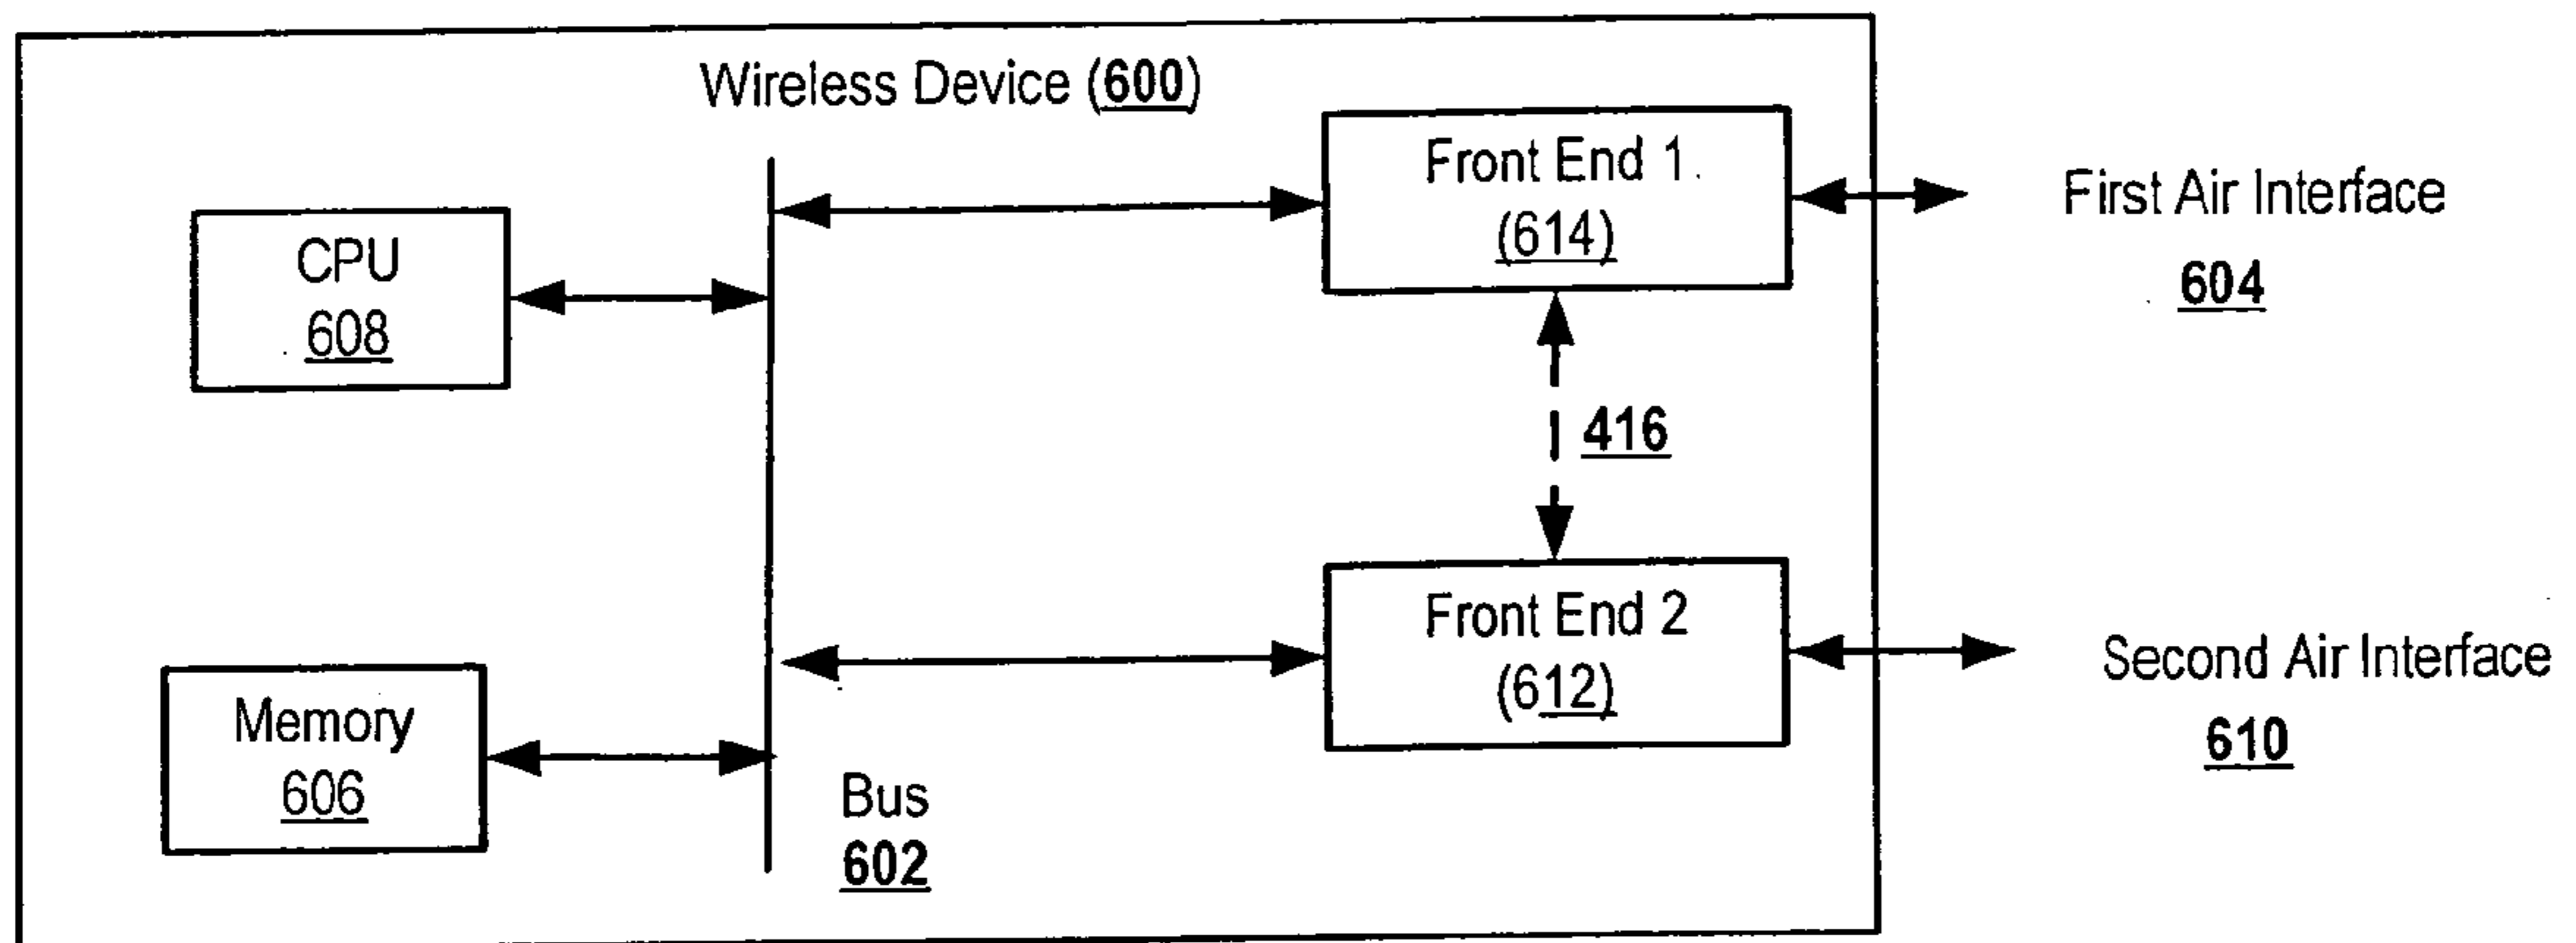 Wireless Device (600)
Front End 1
(614)
First Air Interface
604
CPU
608
416
Front End 2
(612)
Second Air Interface
610
Memory
606
Bus
602